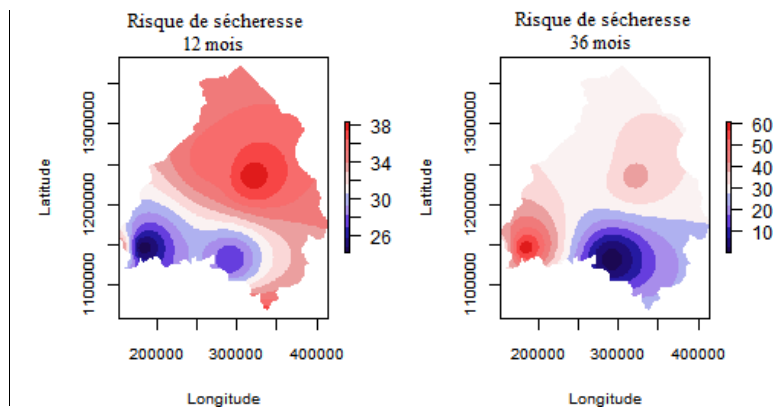 Risque de sécheresse
12 mois
Latitude
1300000
1200000
1100000
200000
300000
400000
Longitude
38
34
30
26
Risque de sécheresse
36 mois
Latitude
1300000
1200000
1100000
200000
300000
400000
Longitude
60
50
40
30
20
10